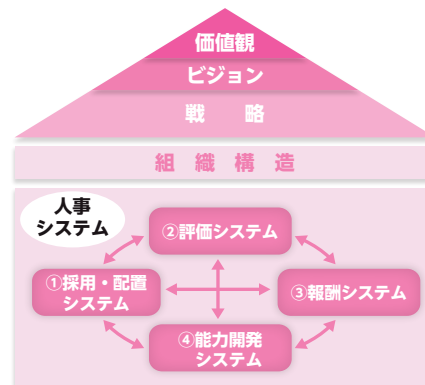 価値観
ビジョン
戦　略
組 織 構 造
人事
システム
②評価システム
①採用・配置
システム
③報酬システム
④能力開発
システム